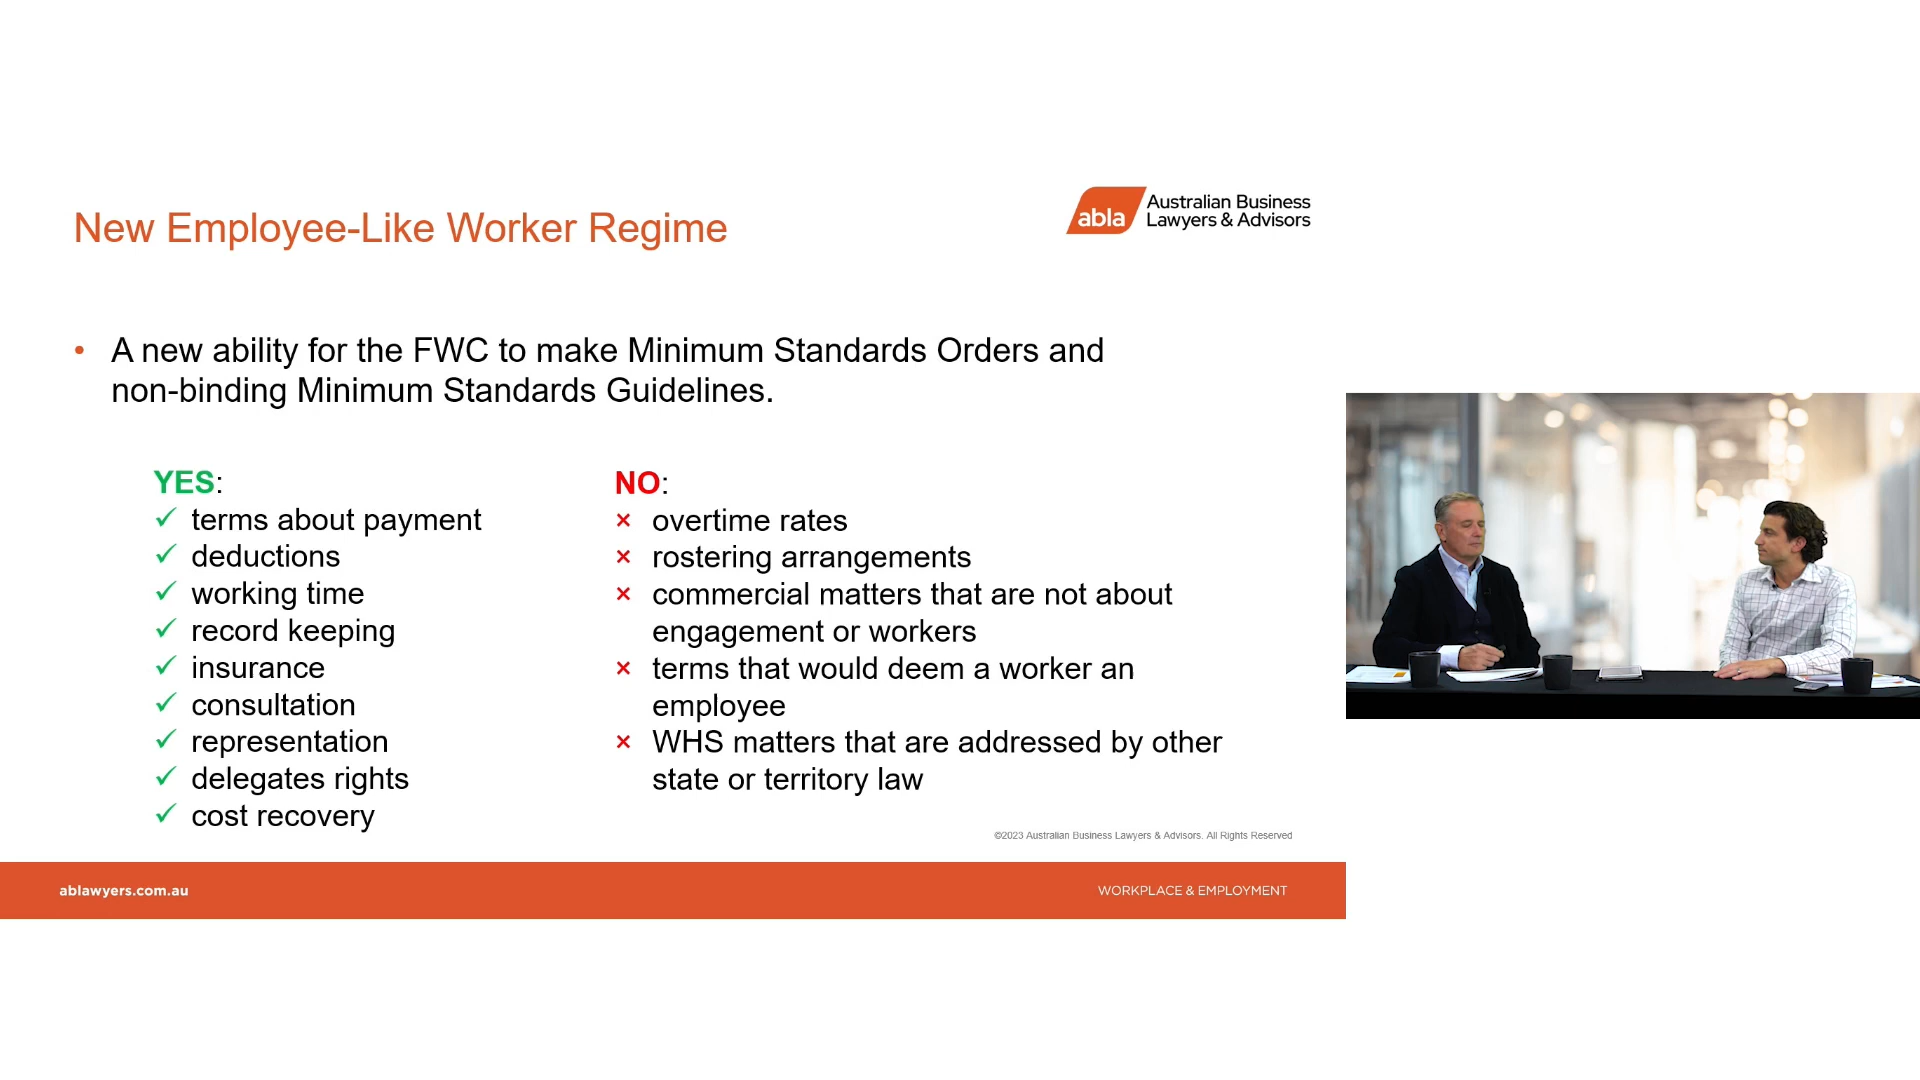 New Employee-Like Worker Regime
abla
Australian Business
Lawyers & Advisors
• A new ability for the FWC to make Minimum Standards Orders and
non-binding Minimum Standards Guidelines.
YES:
✓ terms about payment
✓ deductions
✓ working time
✓ record keeping
✓ insurance
✓ consultation
✓ representation
✓ delegates rights
✓ cost recovery
NO:
× overtime rates
× rostering arrangements
× commercial matters that are not about
engagement or workers
× terms that would deem a worker an
employee
× WHS matters that are addressed by other
state or territory law
©2023 Australian Business Lawyers & Advisors. All Rights Reserved
ablawyers.com.au
WORKPLACE & EMPLOYMENT